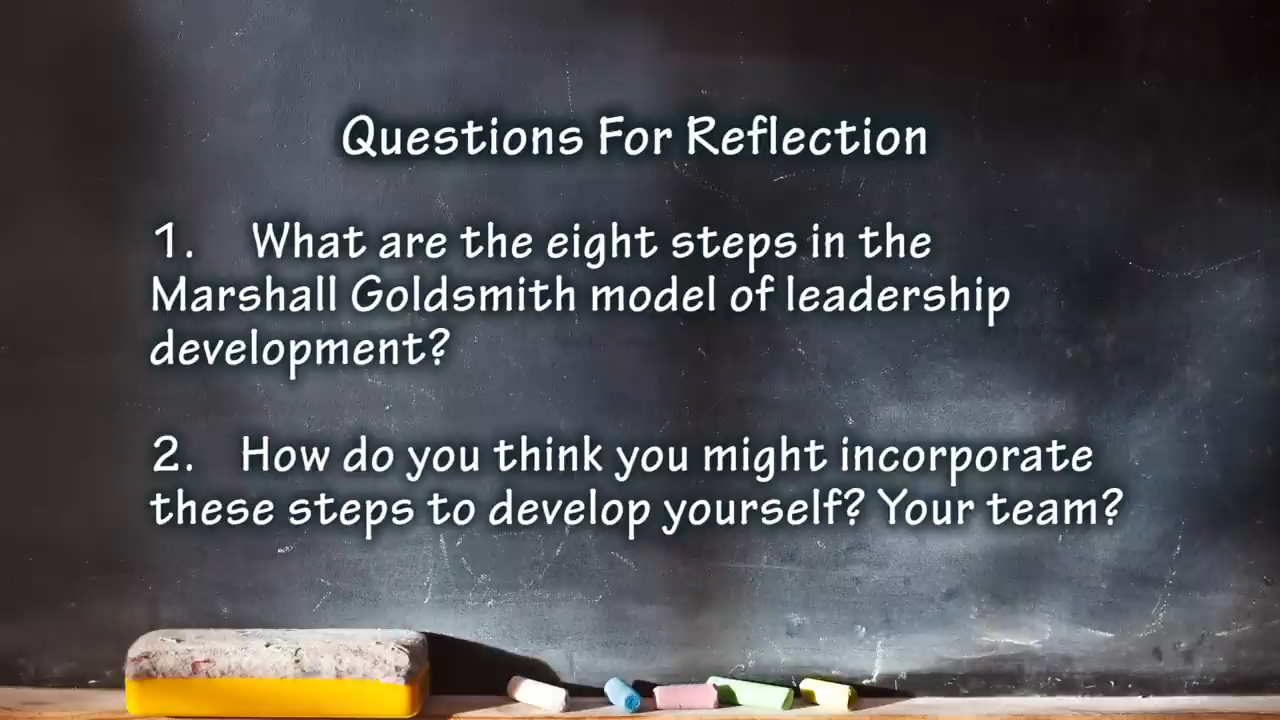 Questions For Reflection
1. What are the eight steps in the
Marshall Goldsmith model of leadership
development?
2. How do you think you might incorporate
these steps to develop yourself? Your team?